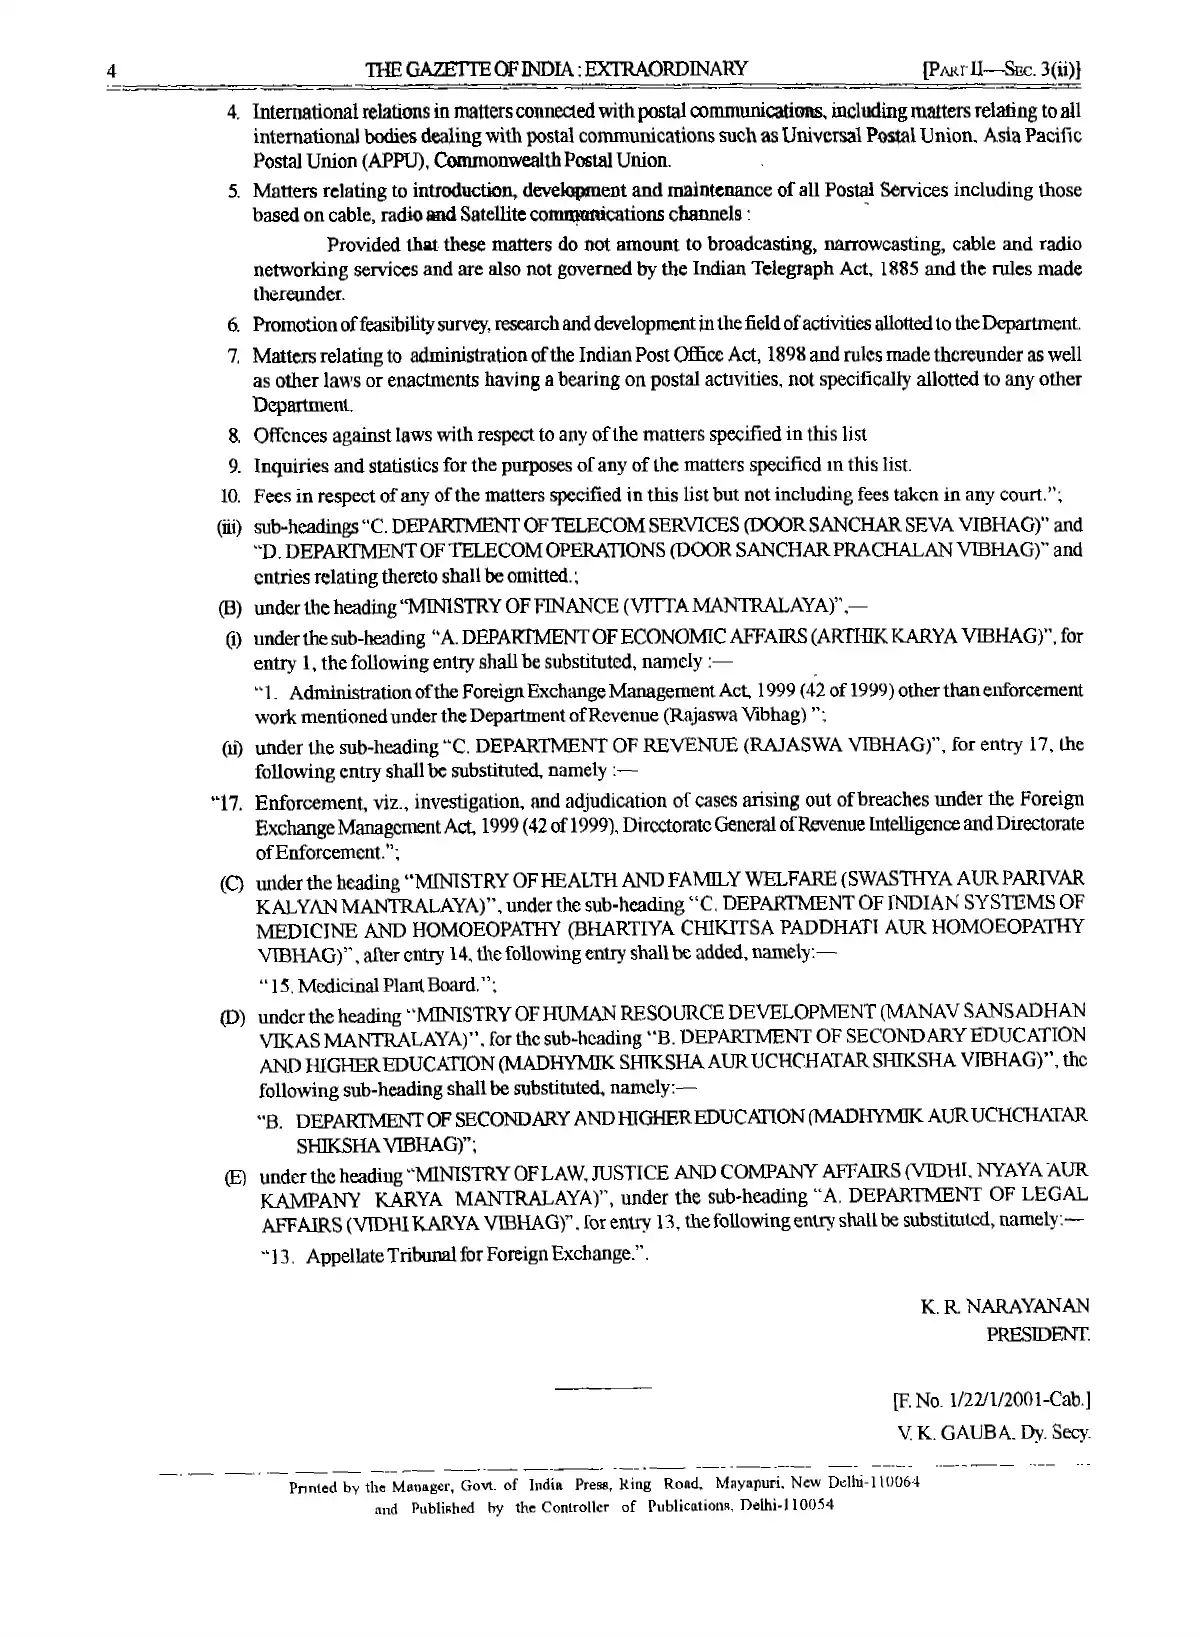 4 THE GAZETTE OF INDIA : EXTRAORDINARY [PART II—SEC. 3(ii)]
4. International relations in matters connected with postal communications, including matters relating to all
international bodies dealing with postal communications such as Universal Postal Union, Asia Pacific
Postal Union (APPU), Commonwealth Postal Union.
5. Matters relating to introduction, development and maintenance of all Postal Services including those
based on cable, radio and Satellite communications channels :
Provided that these matters do not amount to broadcasting, narrowcasting, cable and radio
networking services and are also not governed by the Indian Telegraph Act, 1885 and the rules made
thereunder.
6. Promotion of feasibility survey, research and development in the field of activities allotted to the Department.
7. Matters relating to administration of the Indian Post Office Act, 1898 and rules made thereunder as well
as other laws or enactments having a bearing on postal activities, not specifically allotted to any other
Department.
8. Offences against laws with respect to any of the matters specified in this list
9. Inquiries and statistics for the purposes of any of the matters specified in this list.
10. Fees in respect of any of the matters specified in this list but not including fees taken in any court.";
(iii) sub-headings "C. DEPARTMENT OF TELECOM SERVICES (DOOR SANCHAR SEVA VIBHAG)" and
"D. DEPARTMENT OF TELECOM OPERATIONS (DOOR SANCHAR PRACHALAN VIBHAG)" and
entries relating thereto shall be omitted.;
(B) under the heading "MINISTRY OF FINANCE (VITTA MANTRALAYA)",—
(i) under the sub-heading "A. DEPARTMENT OF ECONOMIC AFFAIRS (ARTHIK KARYA VIBHAG)", for
entry 1, the following entry shall be substituted, namely :—
"1. Administration of the Foreign Exchange Management Act, 1999 (42 of 1999) other than enforcement
work mentioned under the Department of Revenue (Rajaswa Vibhag) ";
(ii) under the sub-heading "C. DEPARTMENT OF REVENUE (RAJASWA VIBHAG)", for entry 17, the
following entry shall be substituted, namely :—
"17. Enforcement, viz., investigation, and adjudication of cases arising out of breaches under the Foreign
Exchange Management Act, 1999 (42 of 1999), Directorate General of Revenue Intelligence and Directorate
of Enforcement.";
(C) under the heading "MINISTRY OF HEALTH AND FAMILY WELFARE (SWASTHYA AUR PARIVAR
KALYAN MANTRALAYA)", under the sub-heading "C. DEPARTMENT OF INDIAN SYSTEMS OF
MEDICINE AND HOMOEOPATHY (BHARTIYA CHIKITSA PADDHATI AUR HOMOEOPATHY
VIBHAG)", after entry 14, the following entry shall be added, namely:—
"15. Medicinal Plant Board.";
(D) under the heading "MINISTRY OF HUMAN RESOURCE DEVELOPMENT (MANAV SANSADHAN
VIKAS MANTRALAYA)", for the sub-heading "B. DEPARTMENT OF SECONDARY EDUCATION
AND HIGHER EDUCATION (MADHYMIK SHIKSHA AUR UCHCHATAR SHIKSHA VIBHAG)", the
following sub-heading shall be substituted, namely:—
"B. DEPARTMENT OF SECONDARY AND HIGHER EDUCATION (MADHYMIK AUR UCHCHATAR
SHIKSHA VIBHAG)";
(E) under the heading "MINISTRY OF LAW, JUSTICE AND COMPANY AFFAIRS (VIDHI, NYAYA AUR
KAMPANY KARYA MANTRALAYA)", under the sub-heading "A. DEPARTMENT OF LEGAL
AFFAIRS (VIDHI KARYA VIBHAG)", for entry 13, the following entry shall be substituted, namely:—
"13. Appellate Tribunal for Foreign Exchange.".
K. R. NARAYANAN
PRESIDENT.
[F. No. 1/22/1/2001-Cab.]
V. K. GAUBA. Dy. Secy.
Printed by the Manager, Govt. of India Press, Ring Road, Mayapuri, New Delhi-110064
and Published by the Controller of Publications, Delhi-110054